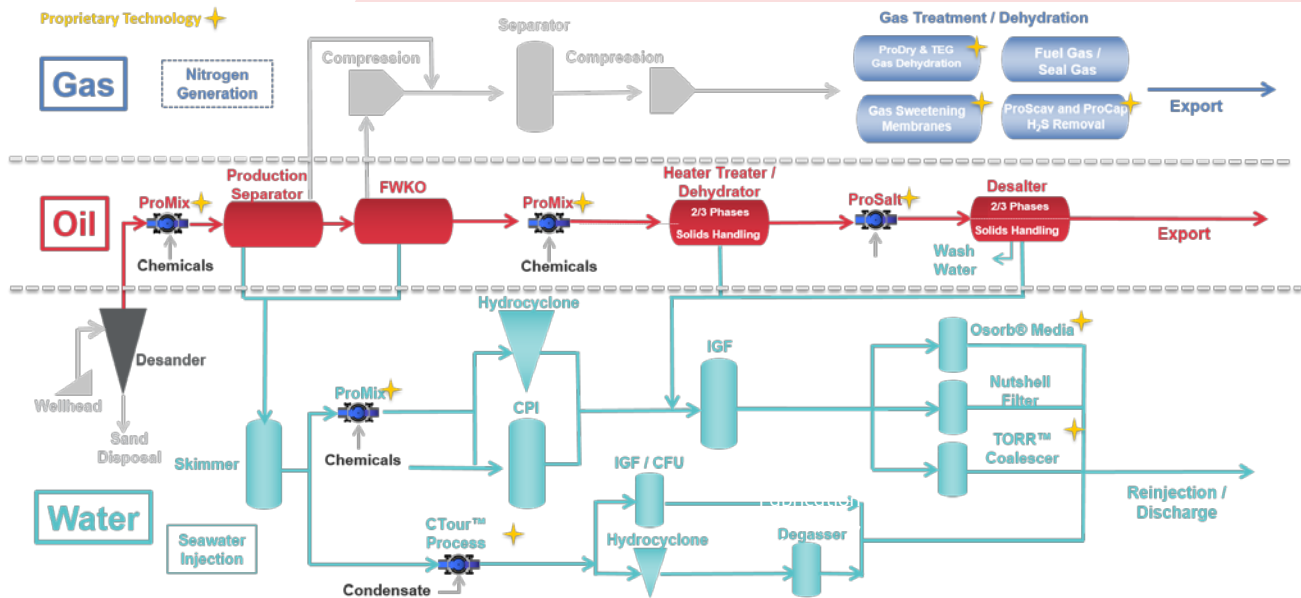 Proprietary Technology
Gas
Nitrogen
Generation
Compression
Separator
Compression
Gas Treatment / Dehydration
ProDry & TEG
Gas Dehydration
Fuel Gas /
Seal Gas
Gas Sweetening
Membranes
ProScav and ProCap
H₂S Removal
Export
Oil
ProMix
Chemicals
Production
Separator
FWKO
ProMix
Chemicals
Heater Treater /
Dehydrator
2/3 Phases
Solids Handling
ProSalt
Desalter
2/3 Phases
Solids Handling
Wash
Water
Export
Desander
Wellhead
Sand
Disposal
Water
Seawater
Injection
Skimmer
ProMix
Chemicals
Hydrocyclone
CPI
CTour™
Process
Condensate
IGF
IGF / CFU
Fabrication
Hydrocyclone
Degasser
Osorb® Media
Nutshell
Filter
TORR™
Coalescer
Reinjection /
Discharge